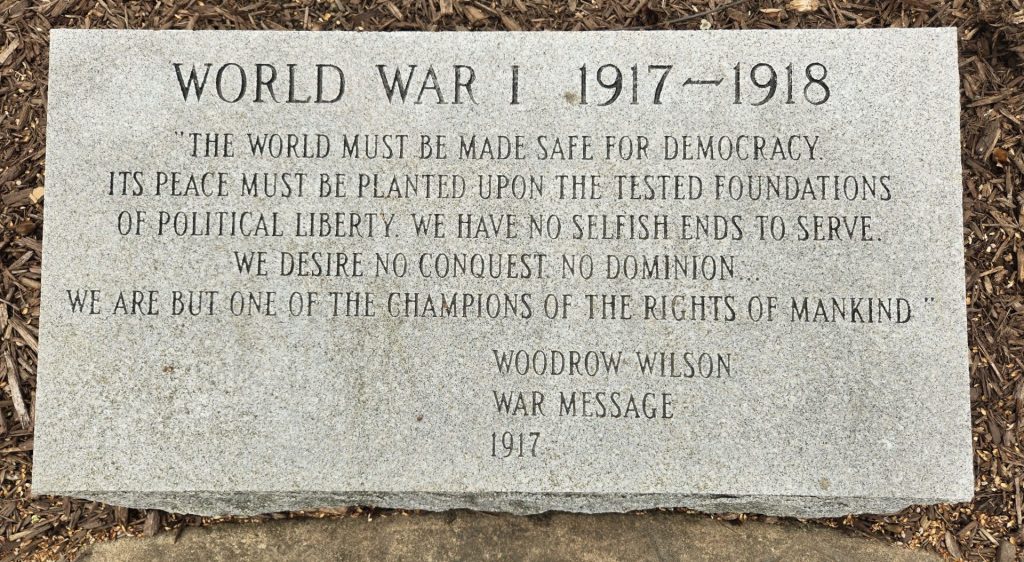 WORLD WAR I 1917-1918
"THE WORLD MUST BE MADE SAFE FOR DEMOCRACY.
ITS PEACE MUST BE PLANTED UPON THE TESTED FOUNDATIONS
OF POLITICAL LIBERTY. WE HAVE NO SELFISH ENDS TO SERVE.
WE DESIRE NO CONQUEST, NO DOMINION...
WE ARE BUT ONE OF THE CHAMPIONS OF THE RIGHTS OF MANKIND."
WOODROW WILSON
WAR MESSAGE
1917